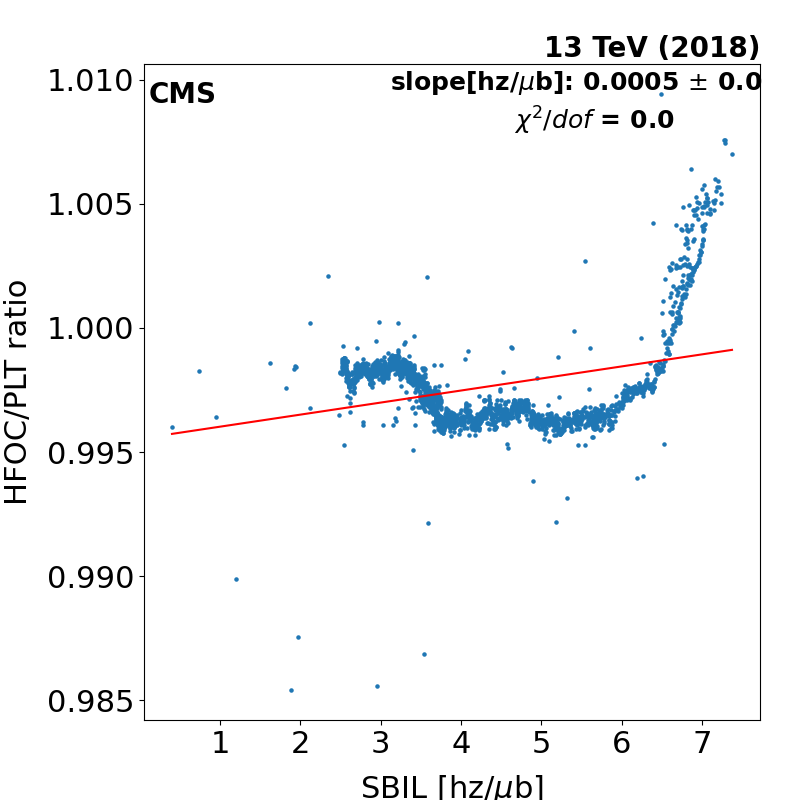 13 TeV (2018)
CMS
slope[hz/μb]: 0.0005 ± 0.0
χ²/dof = 0.0
1.010
1.005
1.000
0.995
0.990
0.985
HFOC/PLT ratio
1 2 3 4 5 6 7
SBIL [hz/μb]